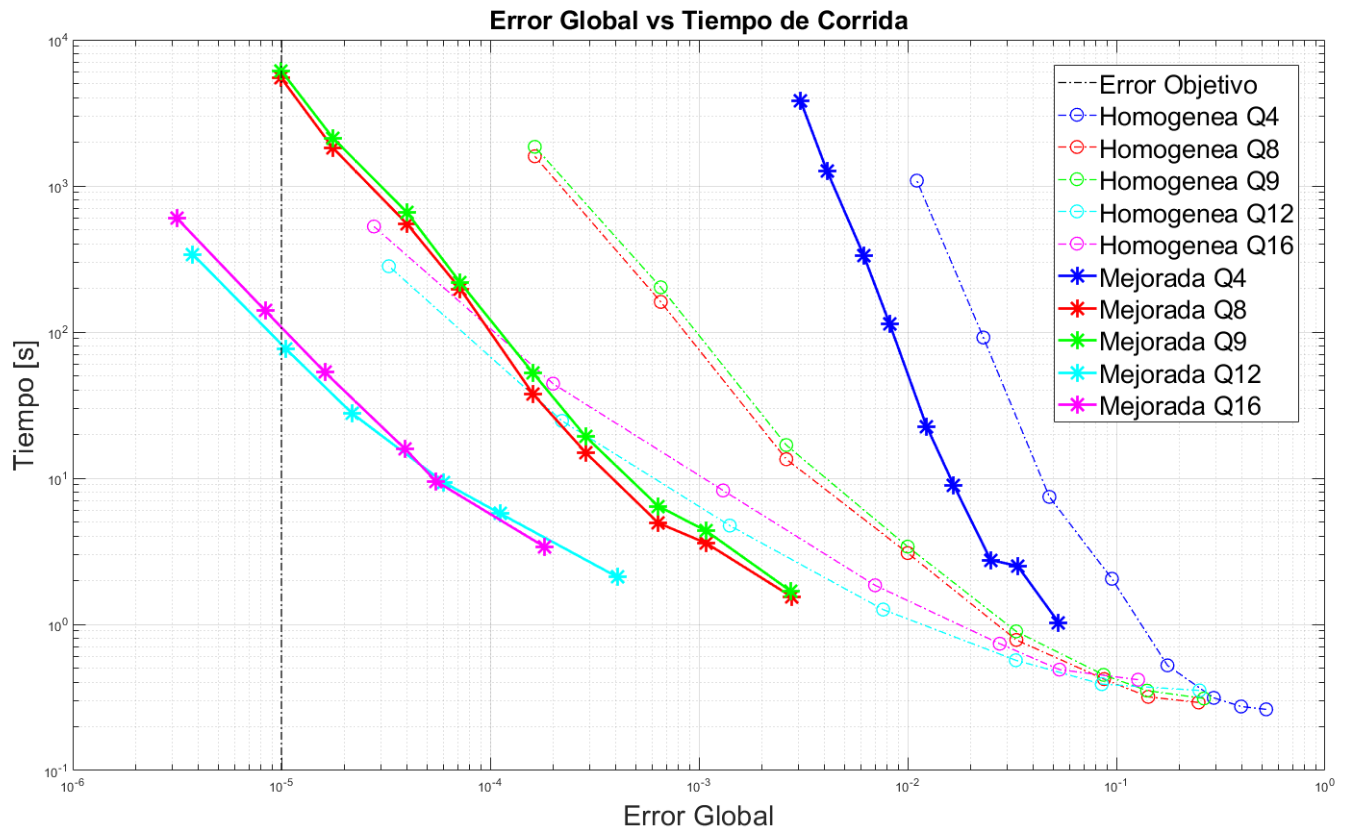 Error Global vs Tiempo de Corrida
10^4
10^3
10^2
10^1
10^0
10^-1
Tiempo [s]
Error Objetivo
Homogenea Q4
Homogenea Q8
Homogenea Q9
Homogenea Q12
Homogenea Q16
Mejorada Q4
Mejorada Q8
Mejorada Q9
Mejorada Q12
Mejorada Q16
10^-6 10^-5 10^-4 10^-3 10^-2 10^-1 10^0
Error Global